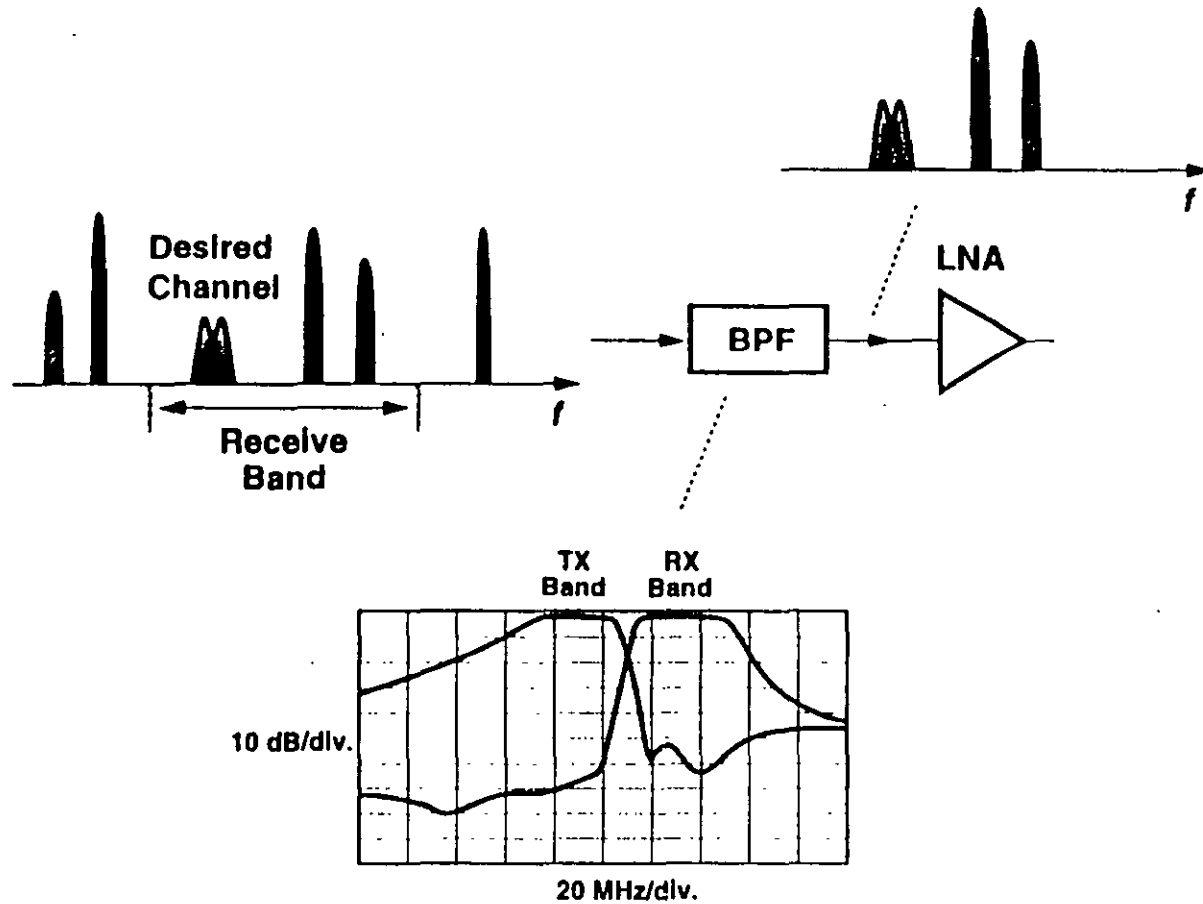 f
LNA
Desired
Channel
BPF
f
Receive
Band
TX
Band
RX
Band
10 dB/div.
20 MHz/div.